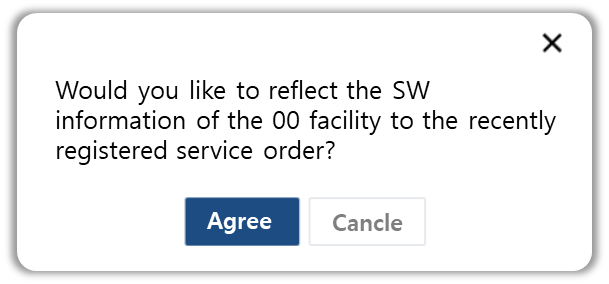 Would you like to reflect the SW
information of the 00 facility to the recently
registered service order?
Agree
Cancle